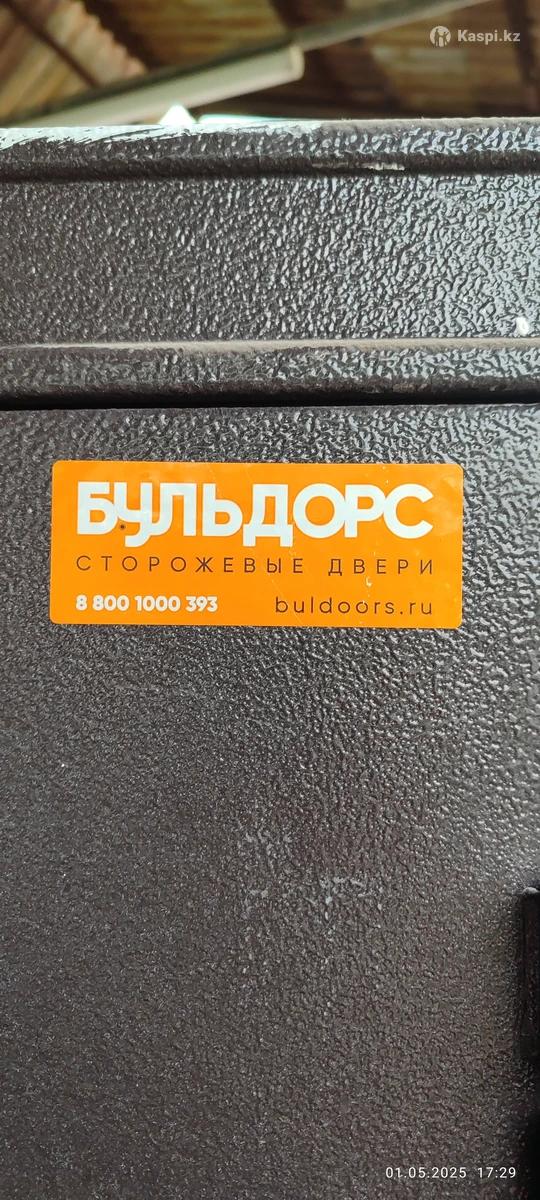 Kaspi.kz
БУЛЬДОРС
СТОРОЖЕВЫЕ ДВЕРИ
8 800 1000 393 buldoors.ru
01.05.2025 17:29